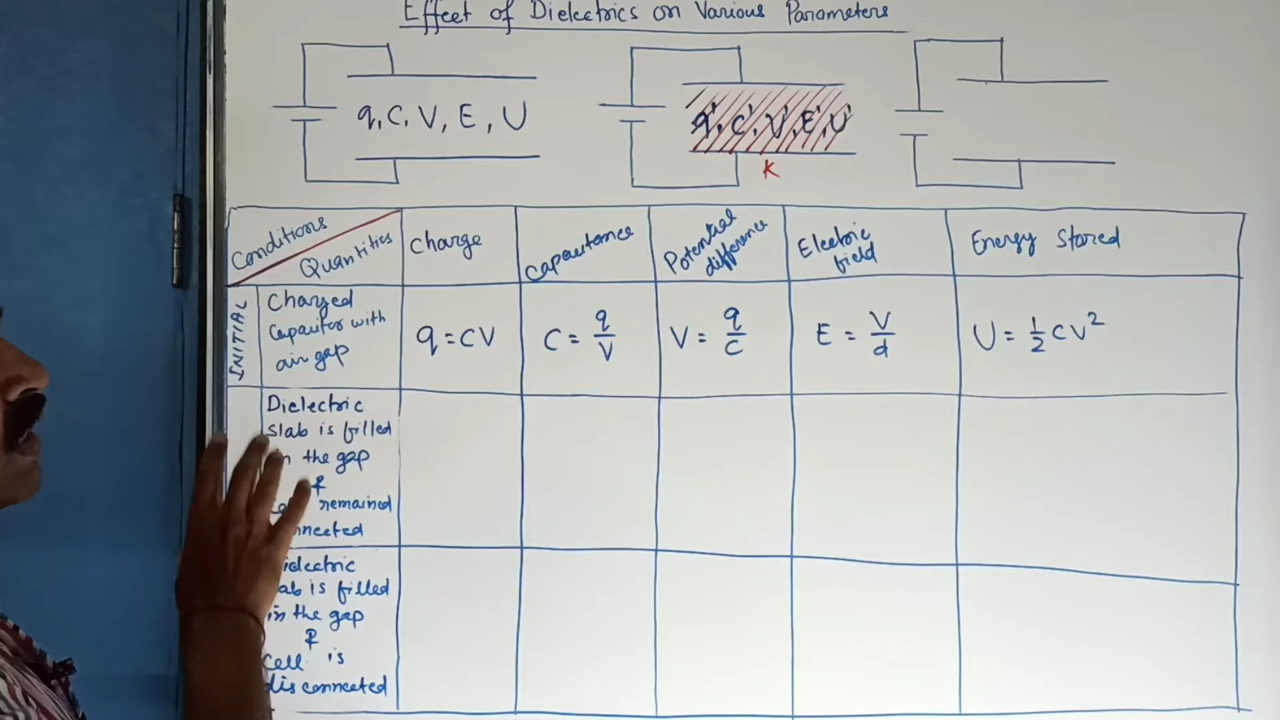 Effect of Dielectrics on Various Parameters
q, C, V, E, U
q', C', V', E', U'
K
Conditions
Quantities
Charge
Capacitance
Potential
difference
Electric
field
Energy Stored
INITIAL
Charged
Capacitor with
air gap
q = CV
C = q/V
V = q/C
E = V/d
U = 1/2 CV²
Dielectric
slab is filled
in the gap
&
remained
connected
Dielectric
slab is filled
in the gap
&
Cell is
disconnected